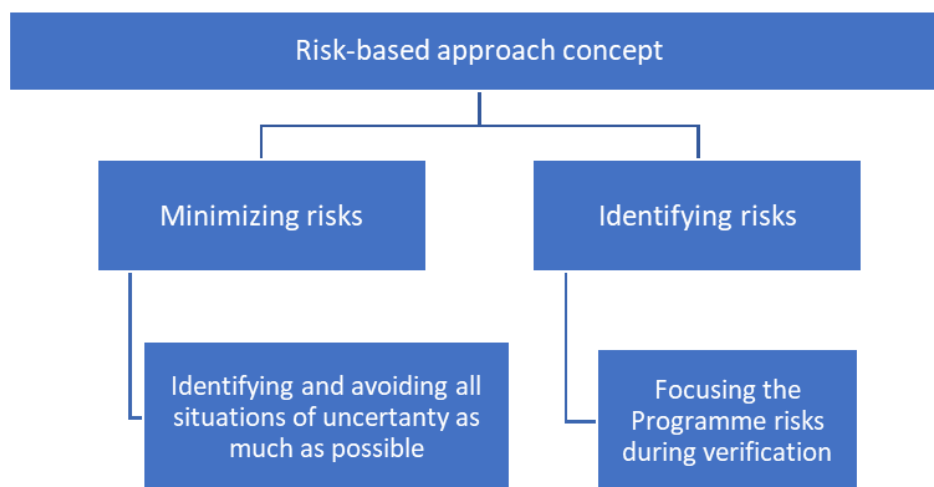 Risk-based approach concept
Minimizing risks
Identifying risks
Identifying and avoiding all
situations of uncertanty as
much as possible
Focusing the
Programme risks
during verification